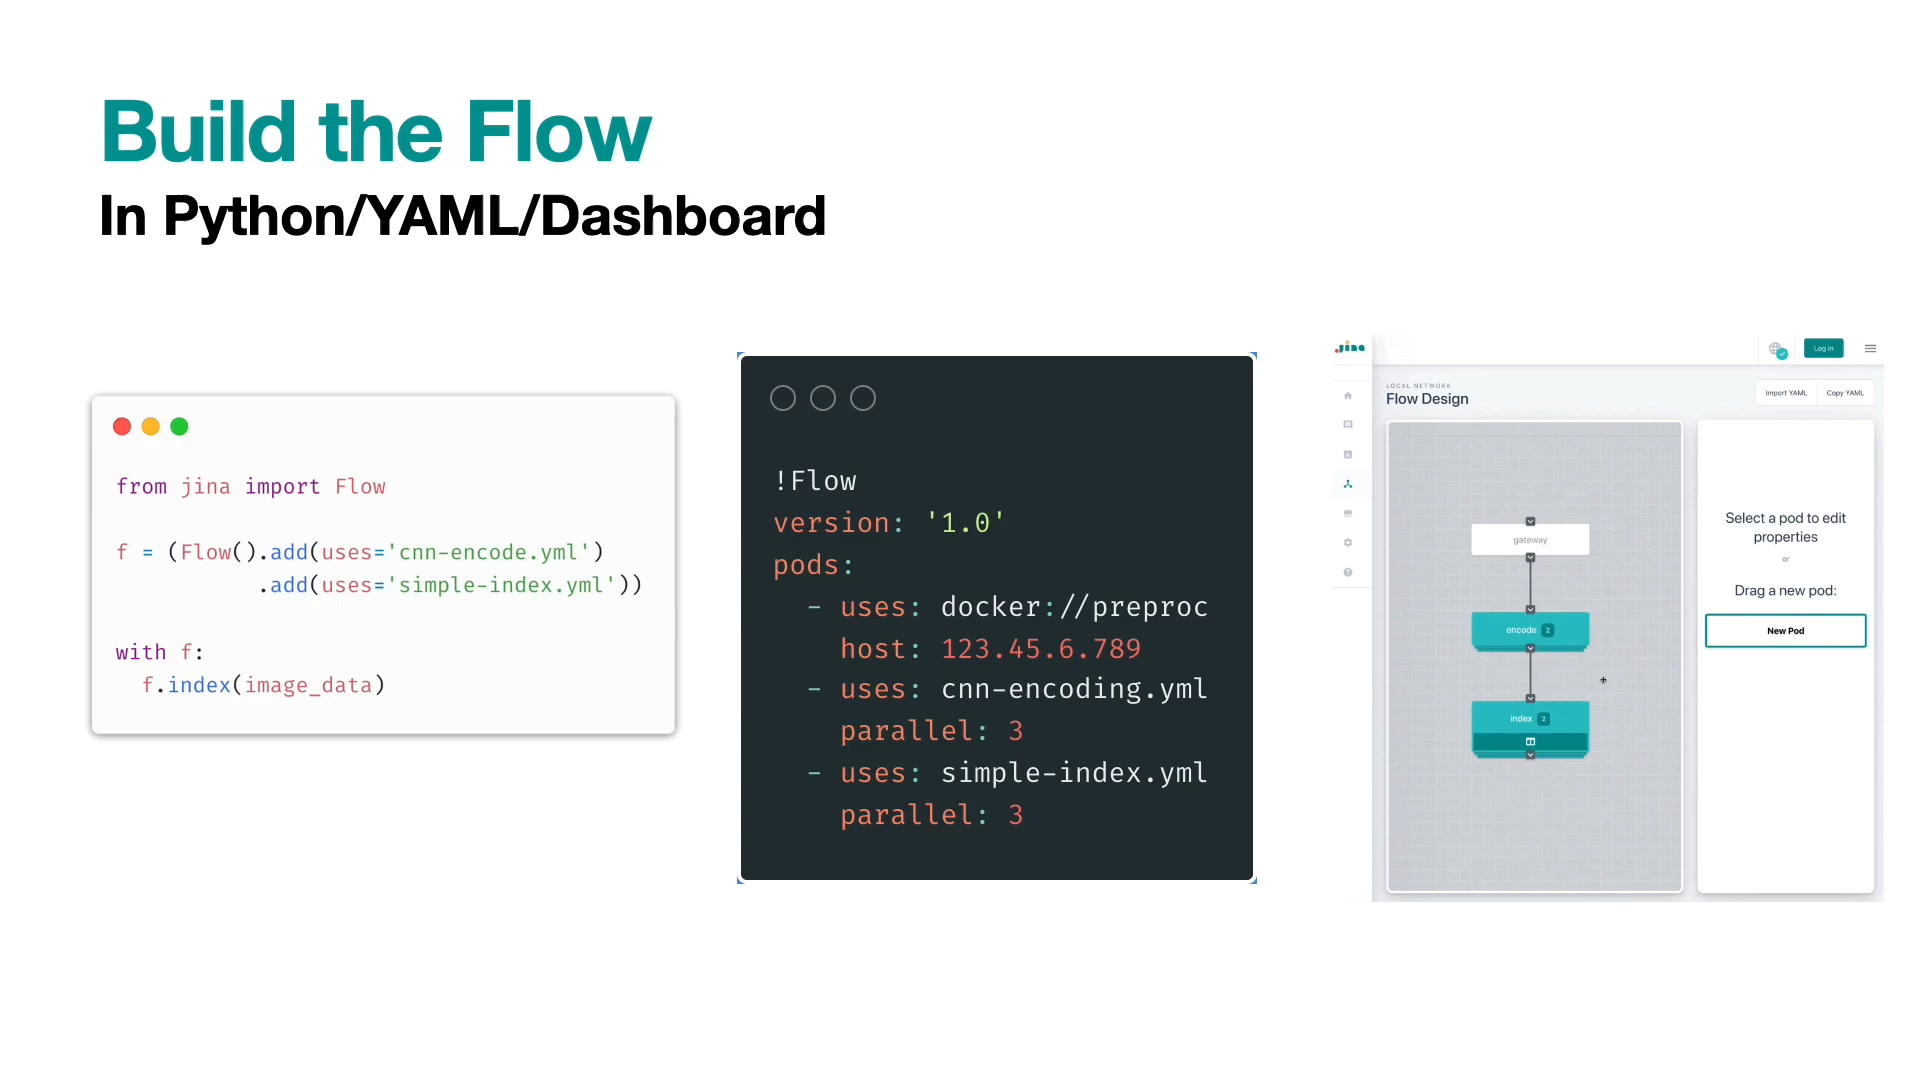 Build the Flow
In Python/YAML/Dashboard
from jina import Flow
f = (Flow().add(uses='cnn-encode.yml')
.add(uses='simple-index.yml'))
with f:
f.index(image_data)
!Flow
version: '1.0'
pods:
- uses: docker://preproc
host: 123.45.6.789
- uses: cnn-encoding.yml
parallel: 3
- uses: simple-index.yml
parallel: 3
jina
Log in
LOCAL NETWORK
Flow Design
Import YAML
Copy YAML
gateway
encode 2
index 2
Select a pod to edit
properties
or
Drag a new pod:
New Pod